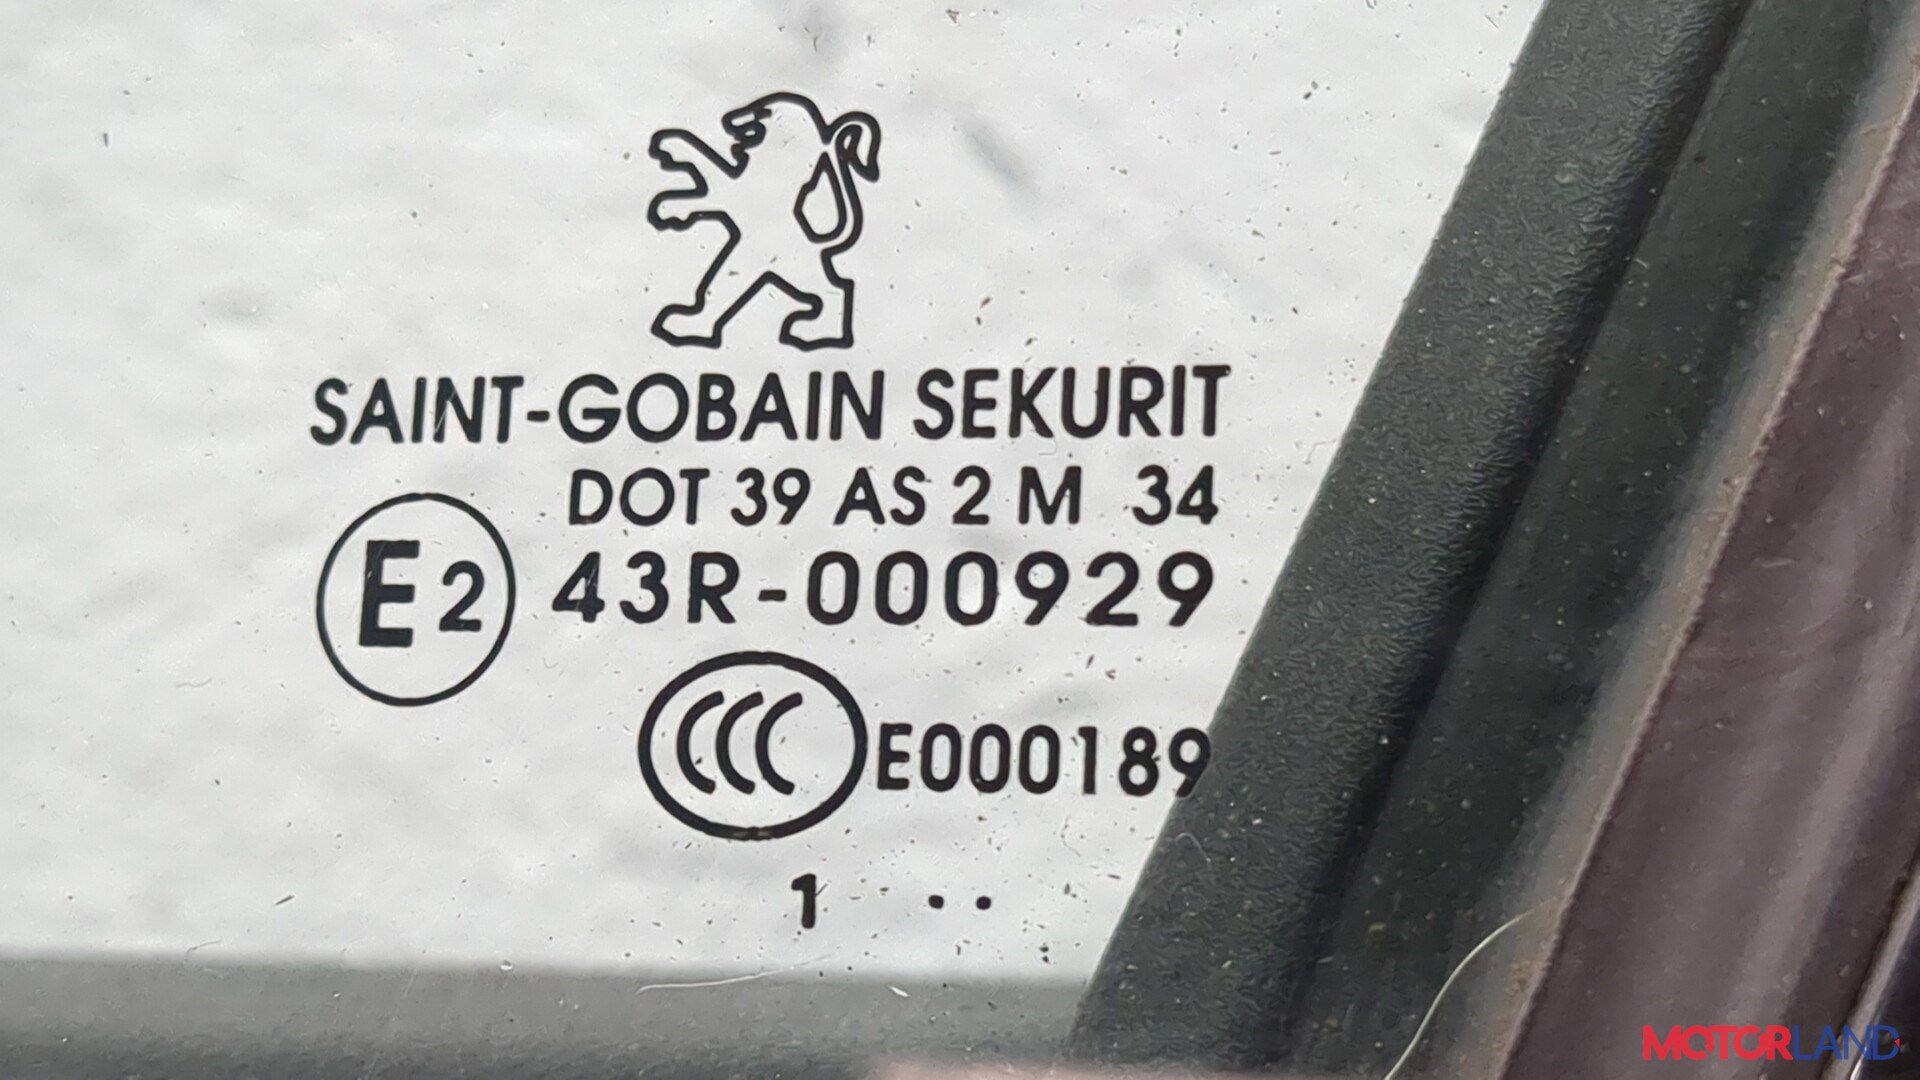 SAINT-GOBAIN SEKURIT
DOT 39 AS 2 M 34
E2 43R-000929
CCC E000189
1 ..
MOTORLAND